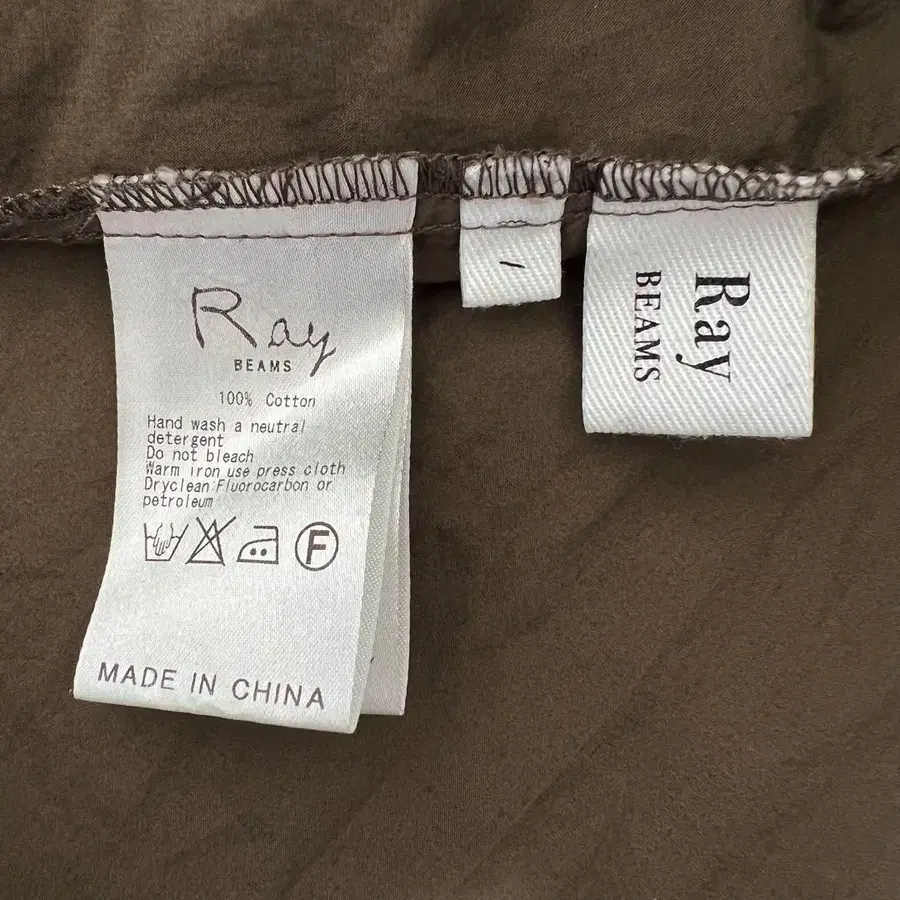 Ray
BEAMS
100% Cotton
Hand wash a neutral
detergent
Do not bleach
Warm iron use press cloth
Dryclean Fluorocarbon or
petroleum
F
MADE IN CHINA
Ray
BEAMS